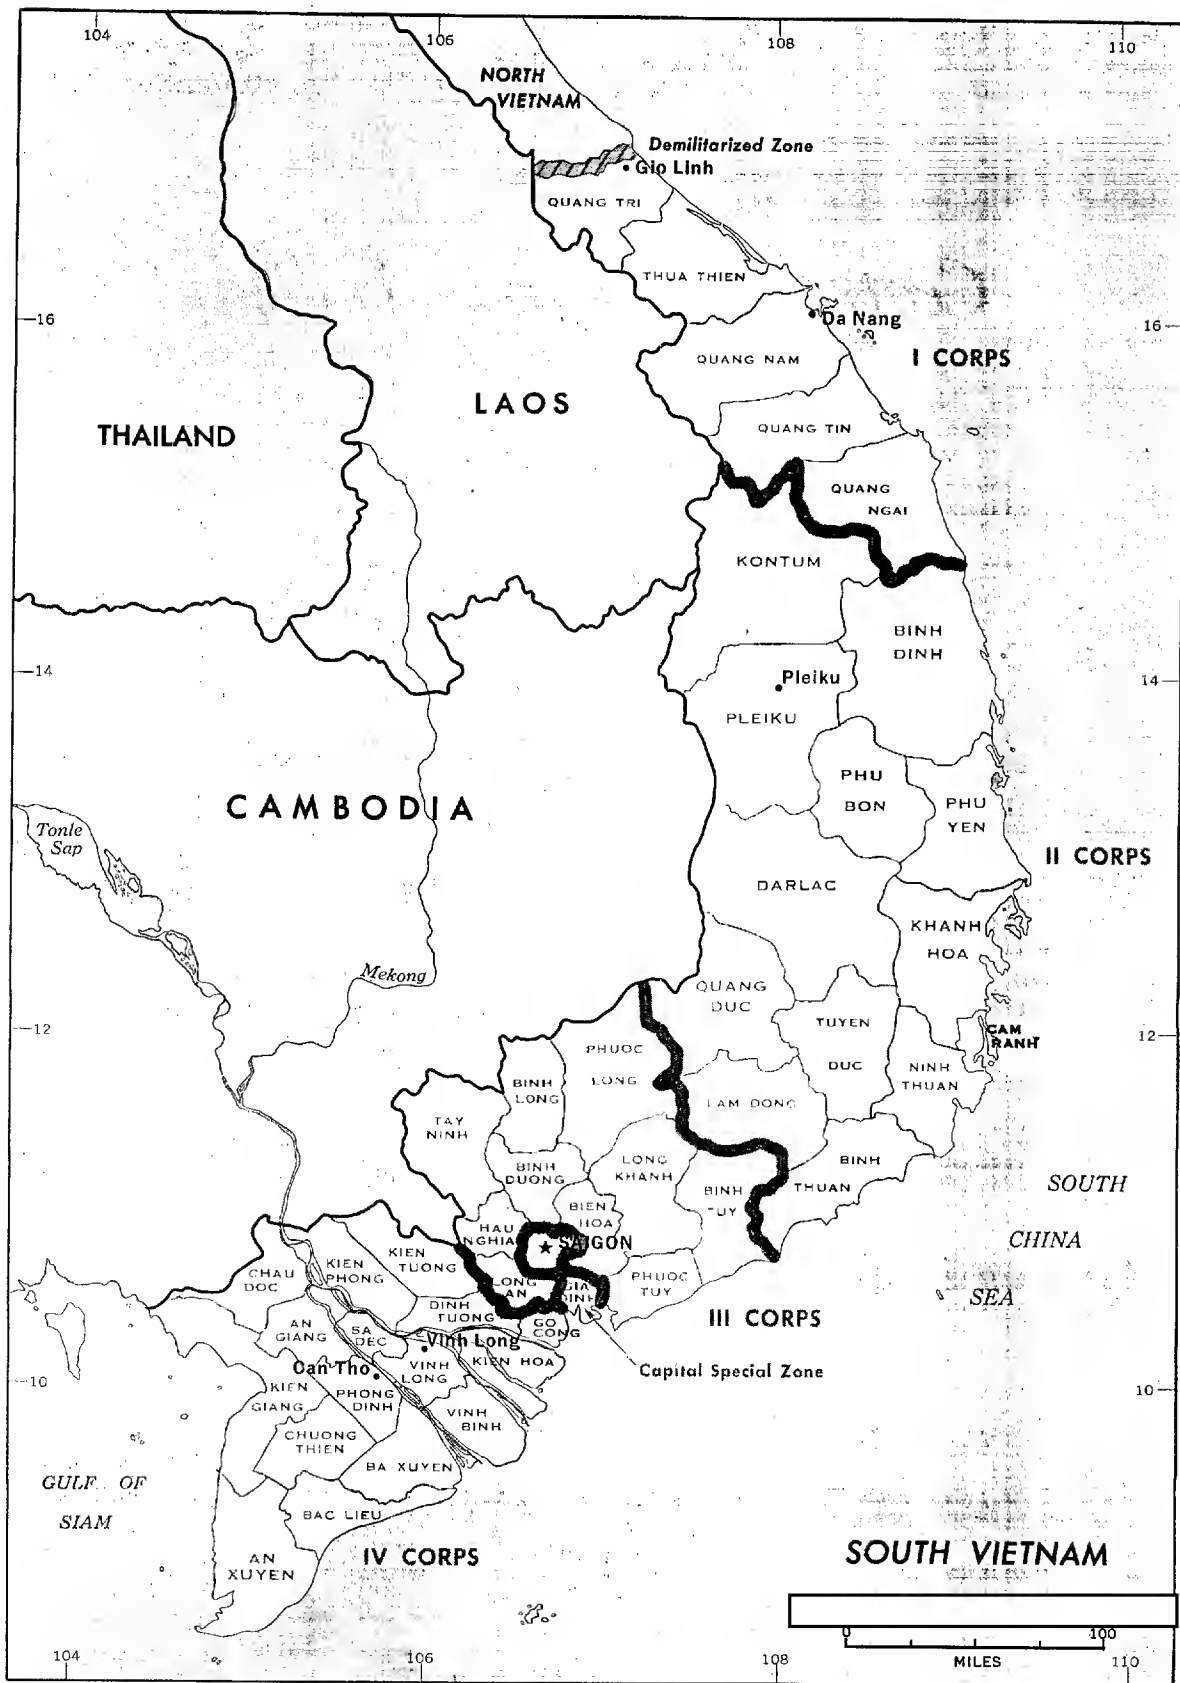 104
106
108
110
NORTH
VIETNAM
Demilitarized Zone
Gio Linh
QUANG TRI
THUA THIEN
16
Da Nang
16
QUANG NAM
I CORPS
LAOS
THAILAND
QUANG TIN
QUANG
NGAI
KONTUM
BINH
DINH
14
Pleiku
14
PLEIKU
PHU
BON
PHU
YEN
CAMBODIA
Tonle
Sap
II CORPS
DARLAC
KHANH
HOA
Mekong
QUANG
DUC
12
TUYEN
DUC
CAM
RANH
12
PHUOC
LONG
BINH
LONG
NINH
THUAN
LAM DONG
TAY
NINH
BINH
DUONG
LONG
KHANH
BINH
TUY
BINH
THUAN
SOUTH
CHINA
SEA
BIEN
HOA
HAU
NGHIA
SAIGON
KIEN
TUONG
KIEN
PHONG
CHAU
DOC
LONG
AN
GIA
DINH
PHUOC
TUY
DINH
TUONG
GO
CONG
III CORPS
AN
GIANG
SA
DEC
Vinh Long
KIEN HOA
Capital Special Zone
Can Tho
VINH
LONG
10
10
KIEN
GIANG
PHONG
DINH
VINH
BINH
CHUONG
THIEN
BA XUYEN
GULF OF
SIAM
BAC LIEU
AN
XUYEN
IV CORPS
SOUTH VIETNAM
0 100
MILES
104
106
108
110